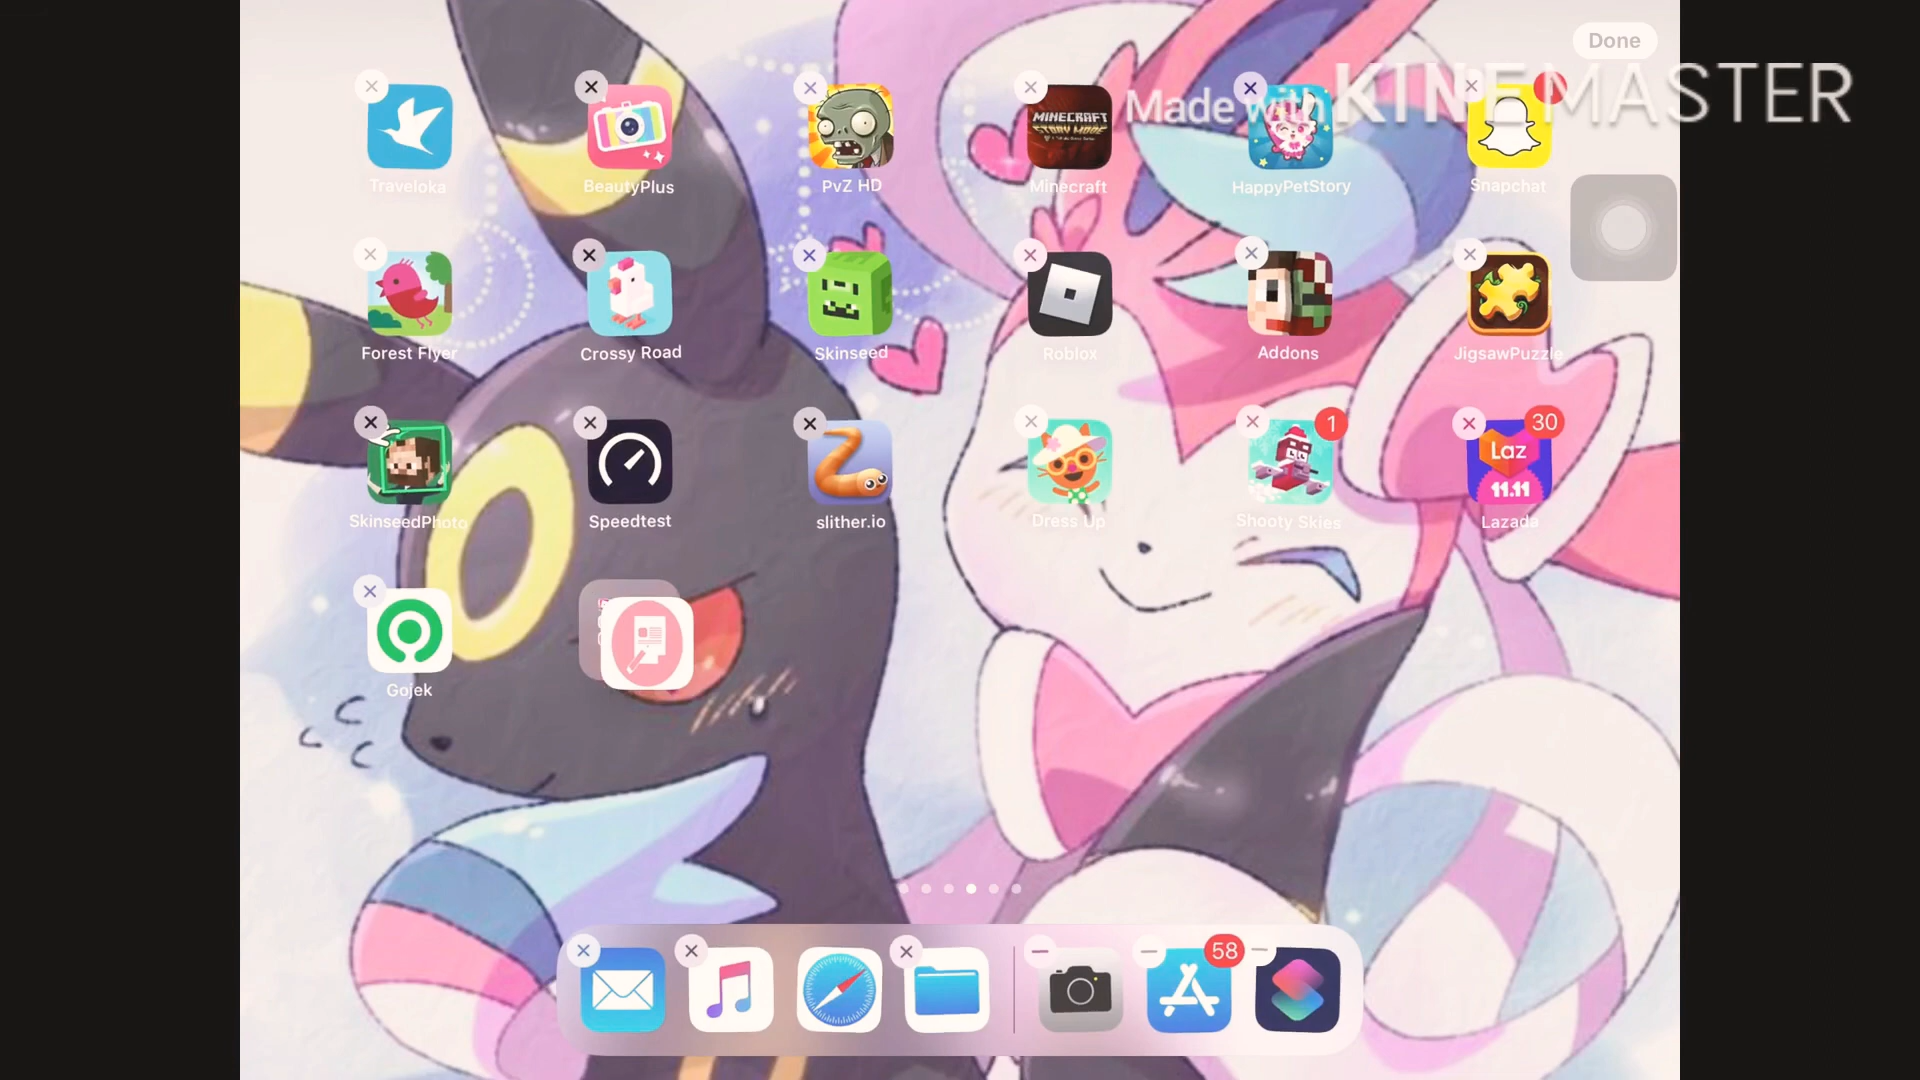 Done
Made with KINEMASTER
Traveloka
BeautyPlus
PvZ HD
MINECRAFT
STORY MODE
Minecraft
HappyPetStory
Snapchat
Forest Flyer
Crossy Road
Skinseed
Roblox
Addons
JigsawPuzzle
1
30
Laz
11.11
SkinseedPhoto
Speedtest
slither.io
Dress Up
Shooty Skies
Lazada
Gojek
58